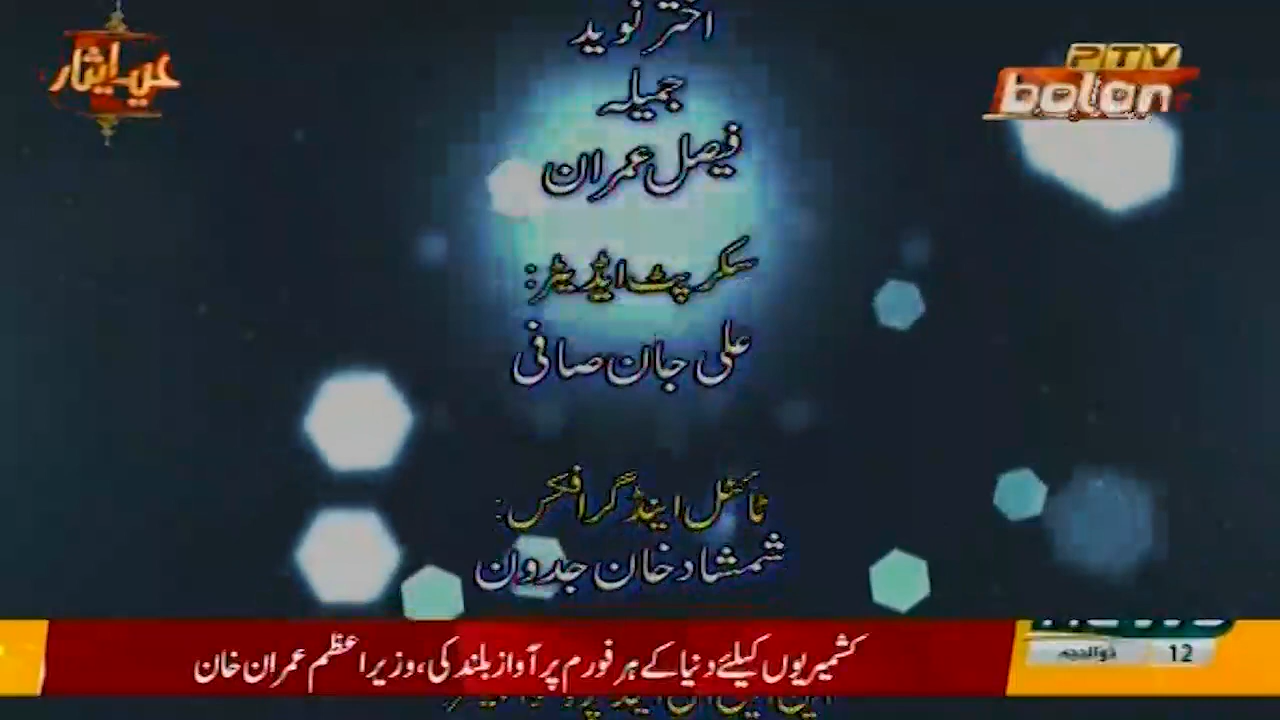 اختر نوید
عیدِ ایثار
PTV
bolan
جمیلہ
فیصل عمران
سکرپٹ ایڈیٹر:
علی جان صافی
ٹائٹل اینڈ گرافکس:
شمشاد خان جدون
ذوالحجہ 12
کشمیریوں کیلئے دنیا کے ہر فورم پر آواز بلند کی، وزیراعظم عمران خان